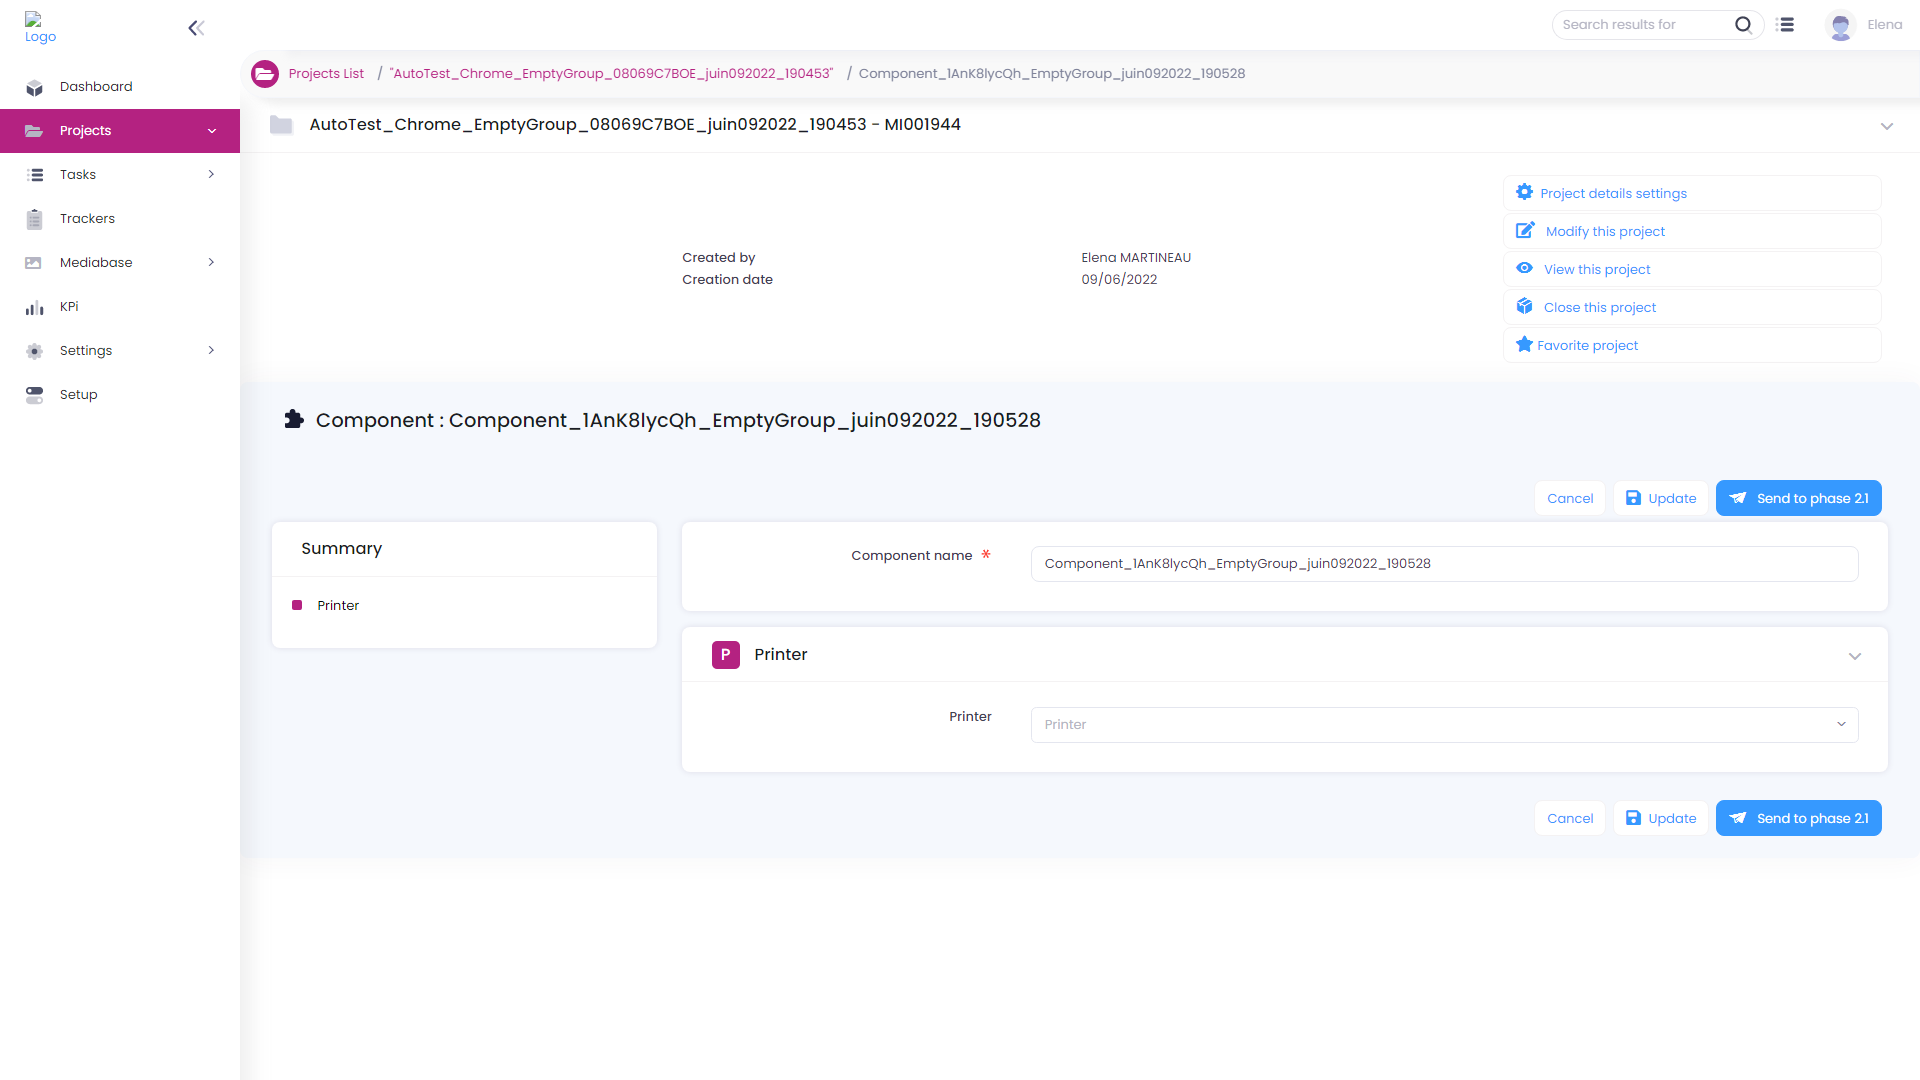 Logo
Search results for
Elena
Dashboard
Projects
Tasks
Trackers
Mediabase
KPi
Settings
Setup
Projects List / "AutoTest_Chrome_EmptyGroup_08069C7BOE_juin092022_190453" / Component_1AnK8lycQh_EmptyGroup_juin092022_190528
AutoTest_Chrome_EmptyGroup_08069C7BOE_juin092022_190453 - MI001944
Created by Elena MARTINEAU
Creation date 09/06/2022
Project details settings
Modify this project
View this project
Close this project
Favorite project
Component : Component_1AnK8lycQh_EmptyGroup_juin092022_190528
Cancel Update Send to phase 2.1
Summary
Printer
Component name * Component_1AnK8lycQh_EmptyGroup_juin092022_190528
P Printer
Printer Printer
Cancel Update Send to phase 2.1